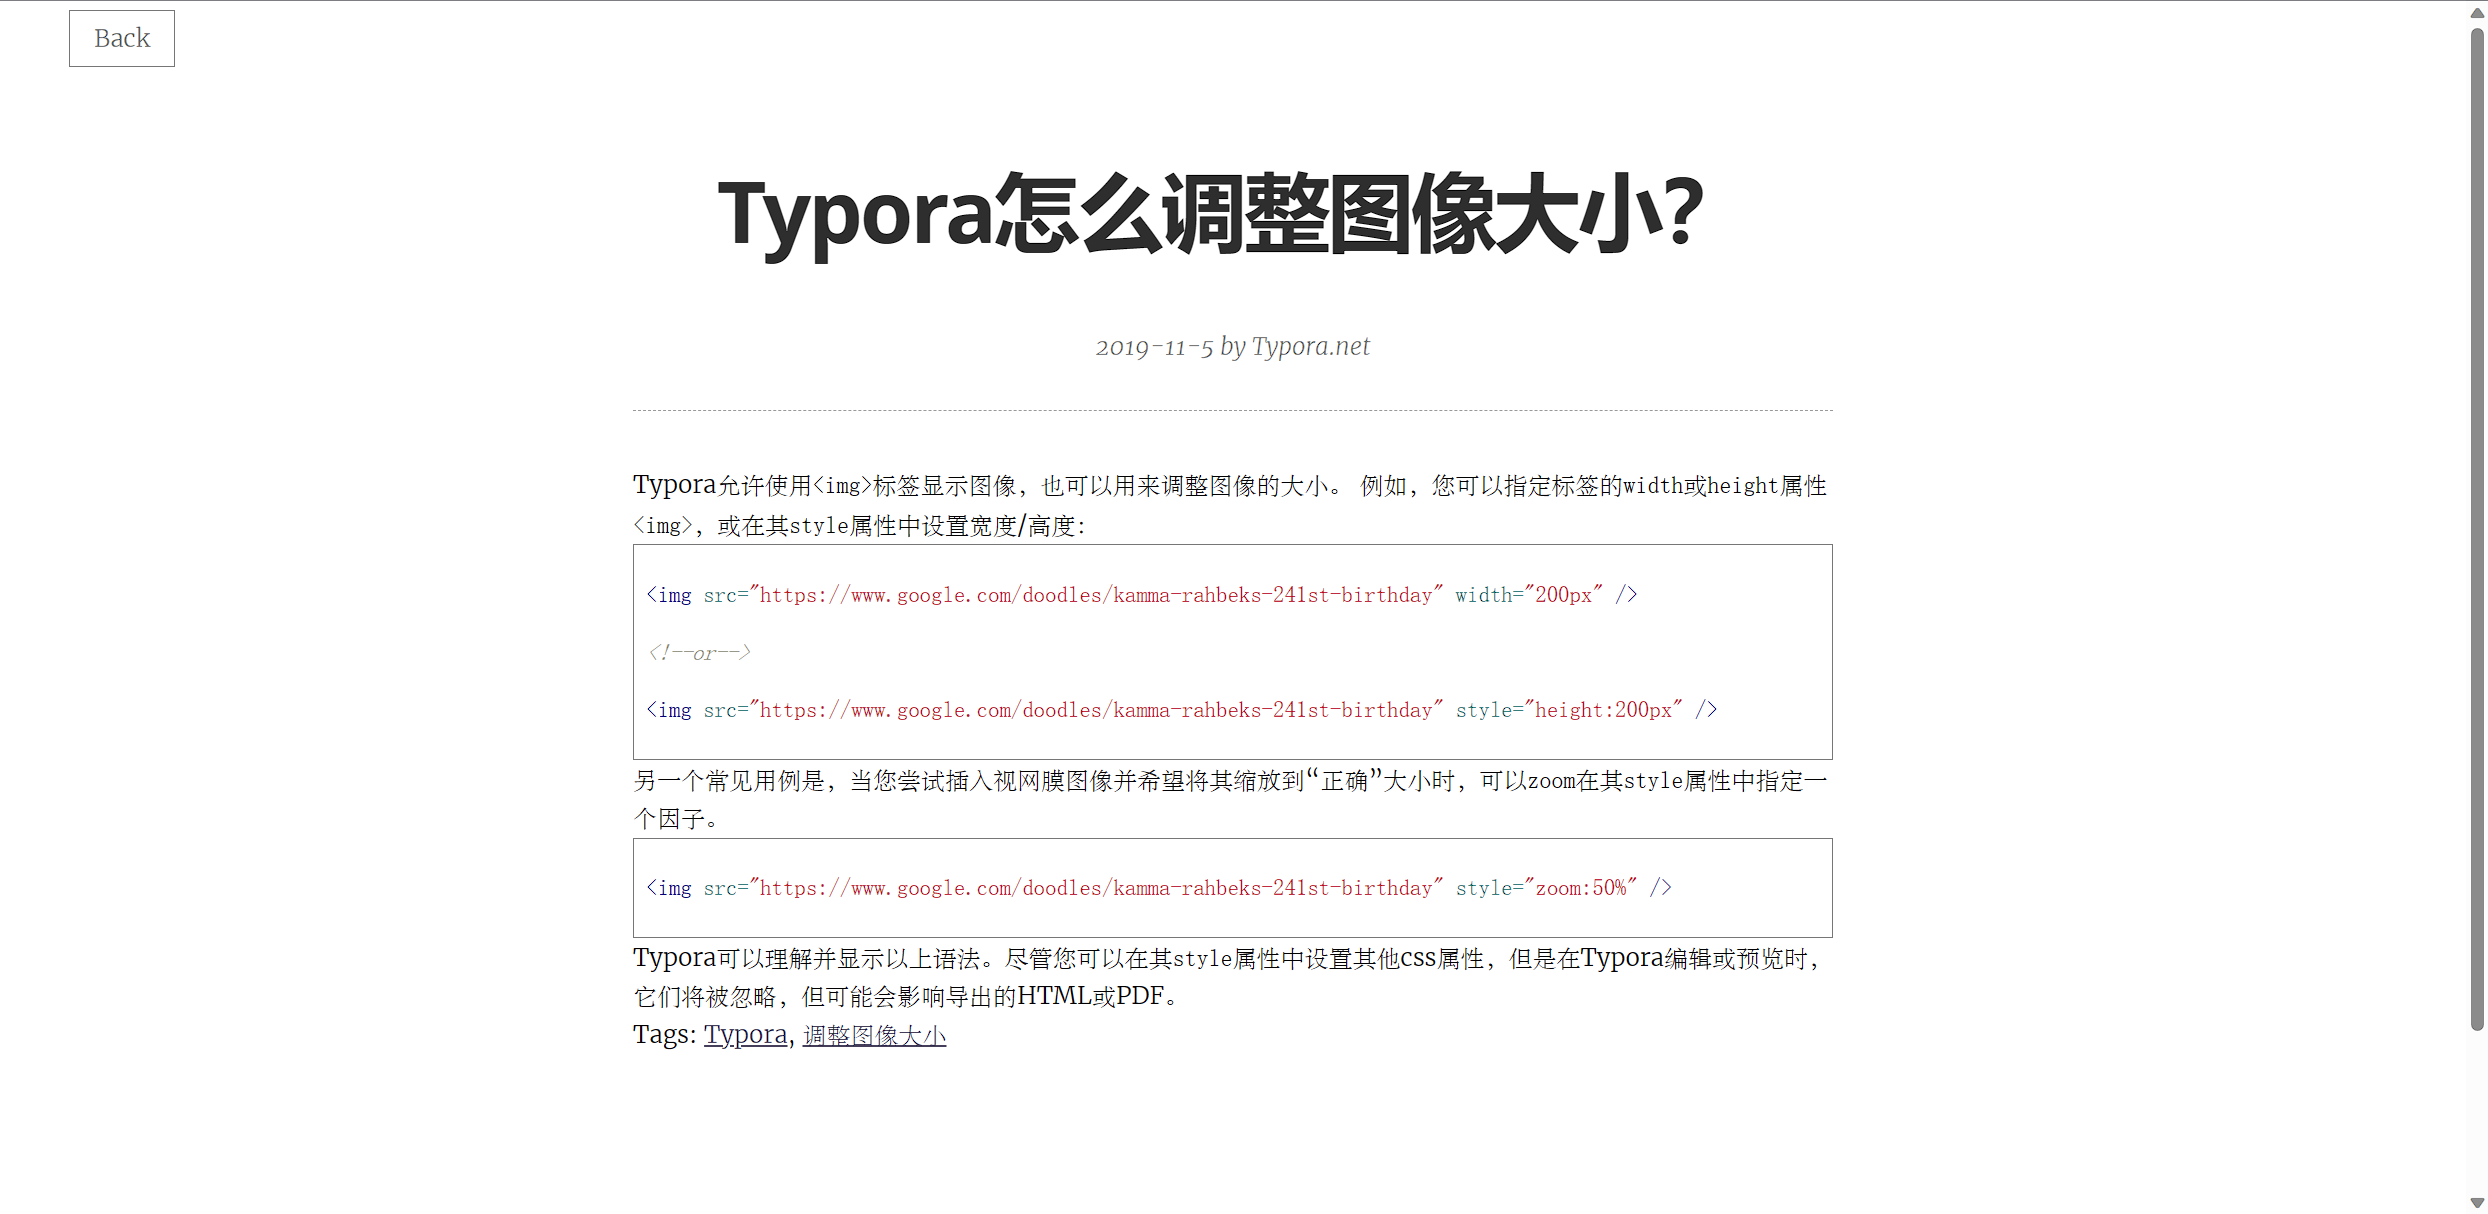 Back
Typora怎么调整图像大小？
2019-11-5 by Typora.net
Typora允许使用<img>标签显示图像，也可以用来调整图像的大小。 例如，您可以指定标签的width或height属性
<img>，或在其style属性中设置宽度/高度：
<img src="https://www.google.com/doodles/kamma-rahbeks-241st-birthday" width="200px" />
<!--or-->
<img src="https://www.google.com/doodles/kamma-rahbeks-241st-birthday" style="height:200px" />
另一个常见用例是，当您尝试插入视网膜图像并希望将其缩放到“正确”大小时，可以zoom在其style属性中指定一
个因子。
<img src="https://www.google.com/doodles/kamma-rahbeks-241st-birthday" style="zoom:50%" />
Typora可以理解并显示以上语法。尽管您可以在其style属性中设置其他css属性，但是在Typora编辑或预览时，
它们将被忽略，但可能会影响导出的HTML或PDF。
Tags: Typora, 调整图像大小